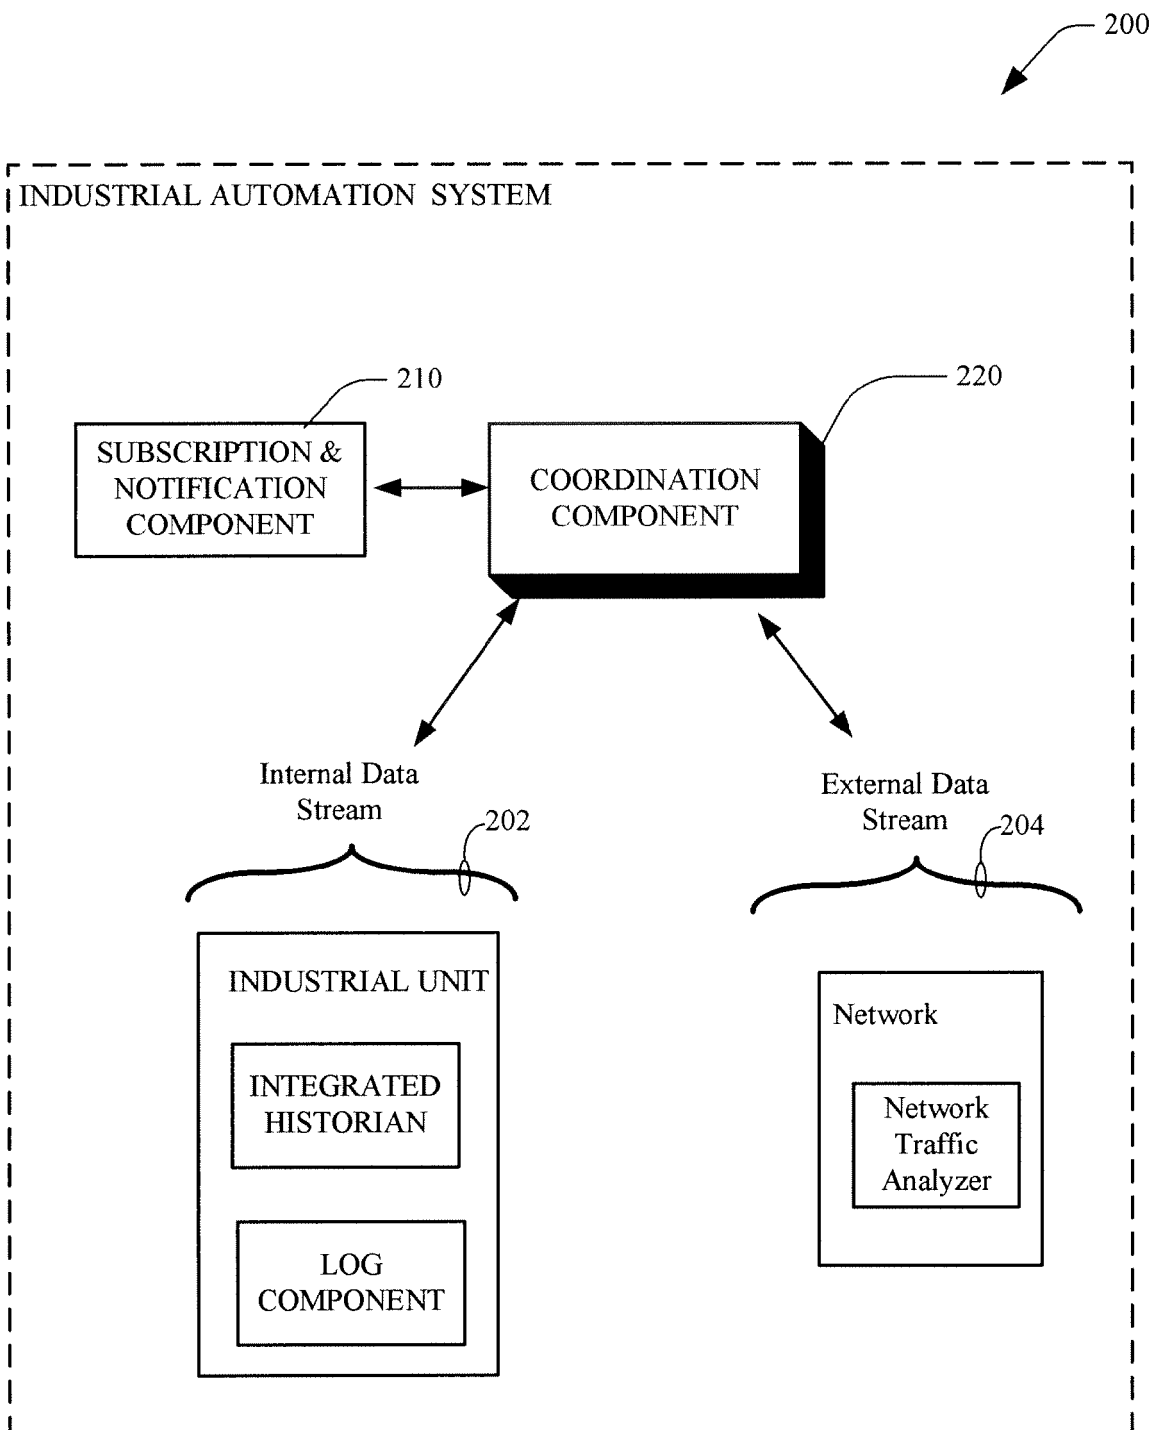 200
INDUSTRIAL AUTOMATION SYSTEM
210
220
SUBSCRIPTION &
NOTIFICATION
COMPONENT
COORDINATION
COMPONENT
Internal Data
Stream
202
External Data
Stream
204
INDUSTRIAL UNIT
INTEGRATED
HISTORIAN
LOG
COMPONENT
Network
Network
Traffic
Analyzer